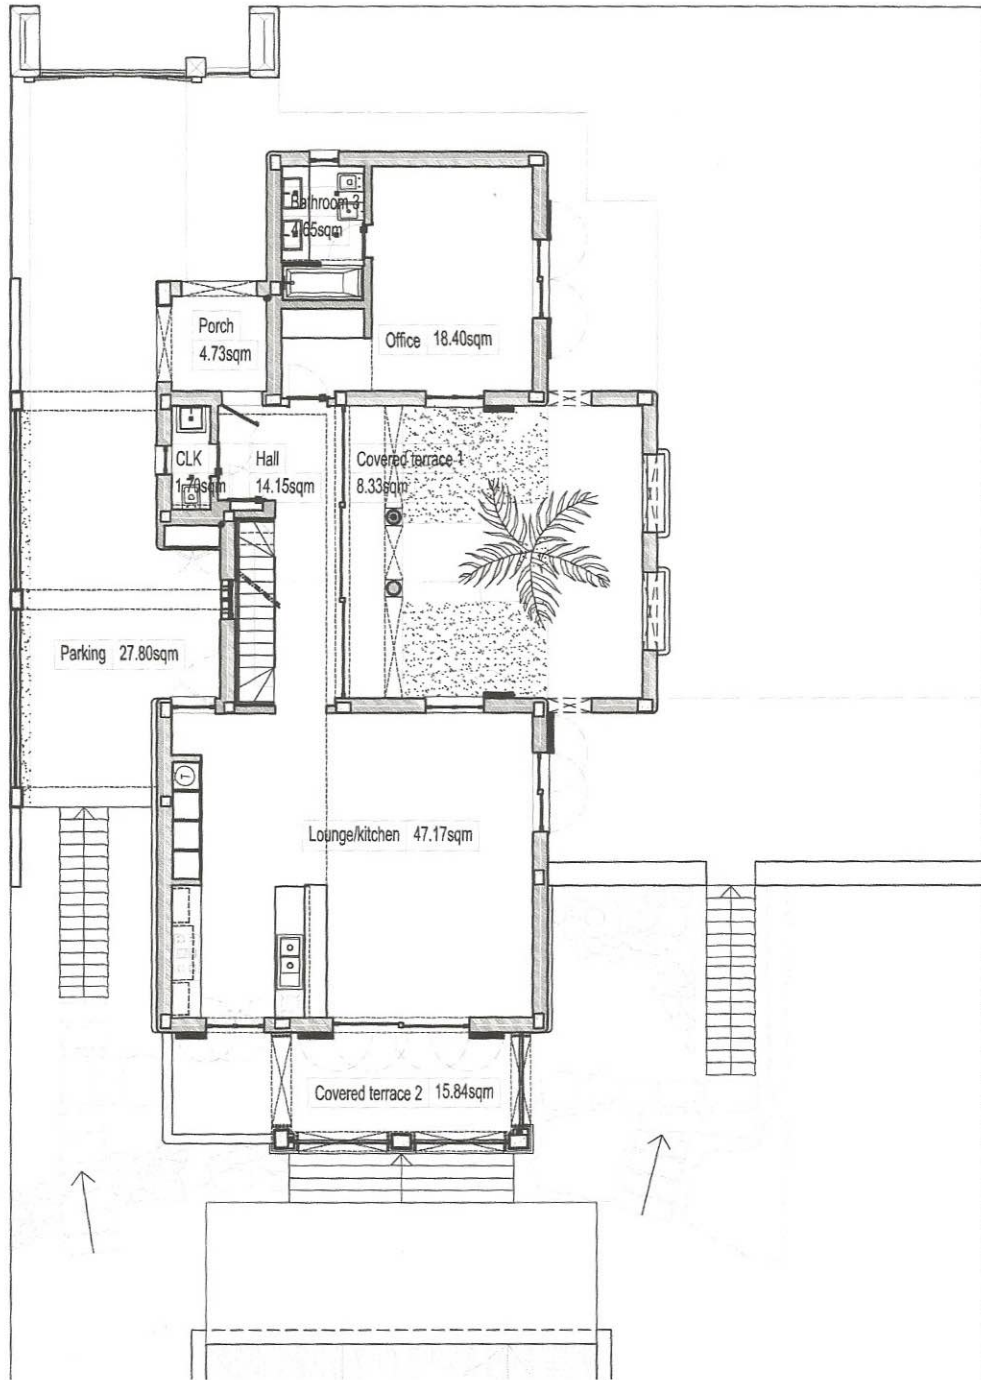 Bathroom 3
4.65sqm
Porch
4.73sqm
Office 18.40sqm
CLK
1.70sqm
Hall
14.15sqm
Covered terrace 1
8.33sqm
Parking 27.80sqm
T
Lounge/kitchen 47.17sqm
Covered terrace 2 15.84sqm